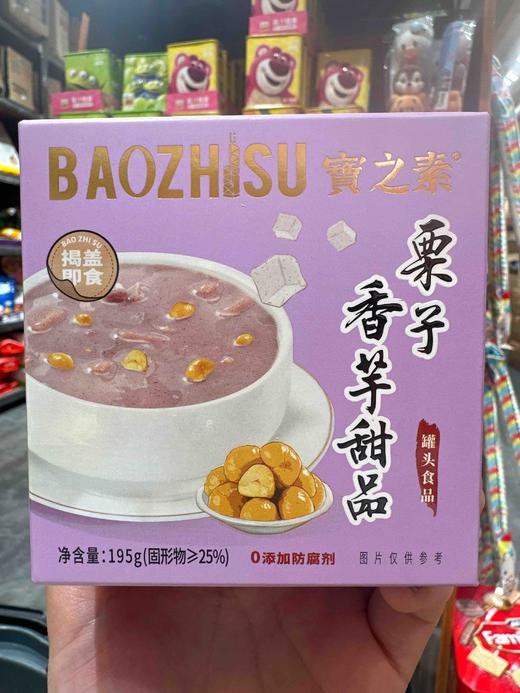 BAOZHISU 寶之素®
BAO ZHI SU
揭盖
即食
栗子
香芋甜品
罐头食品
净含量:195g(固形物≥25%)
0添加防腐剂
图片仅供参考
Fam